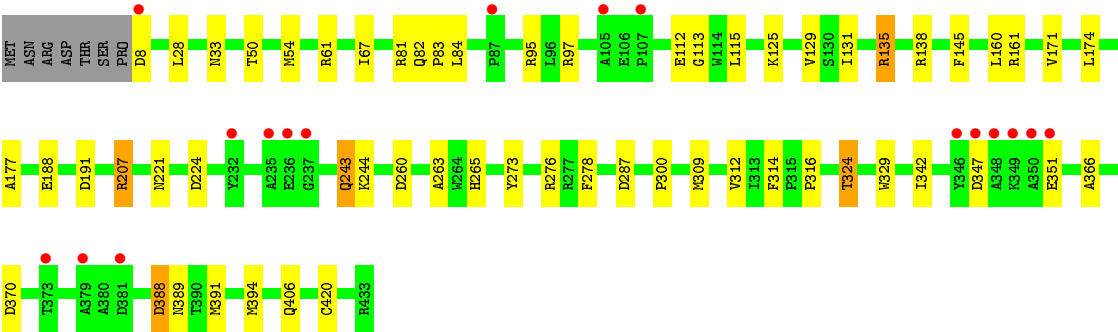 MET ASN ARG ASP THR SER PRO D8 L28 N33 T50 M54 R61 I67 R81 Q82 P83 L84 P87 R95 L96 R97 A105 E106 P107 E112 G113 W114 L115 K125 V129 S130 I131 R135 R138 F145 L160 R161 V171 L174
A177 E188 D191 R207 N221 D224 Y232 A235 E236 G237 Q243 K244 D260 A263 W264 H265 Y273 R276 R277 F278 D287 P300 M309 V312 I313 F314 P315 P316 T324 W329 I342 Y346 D347 A348 K349 A350 E351 A366
D370 T373 A379 A380 D381 D388 N389 T390 M391 M394 Q406 C420 R433